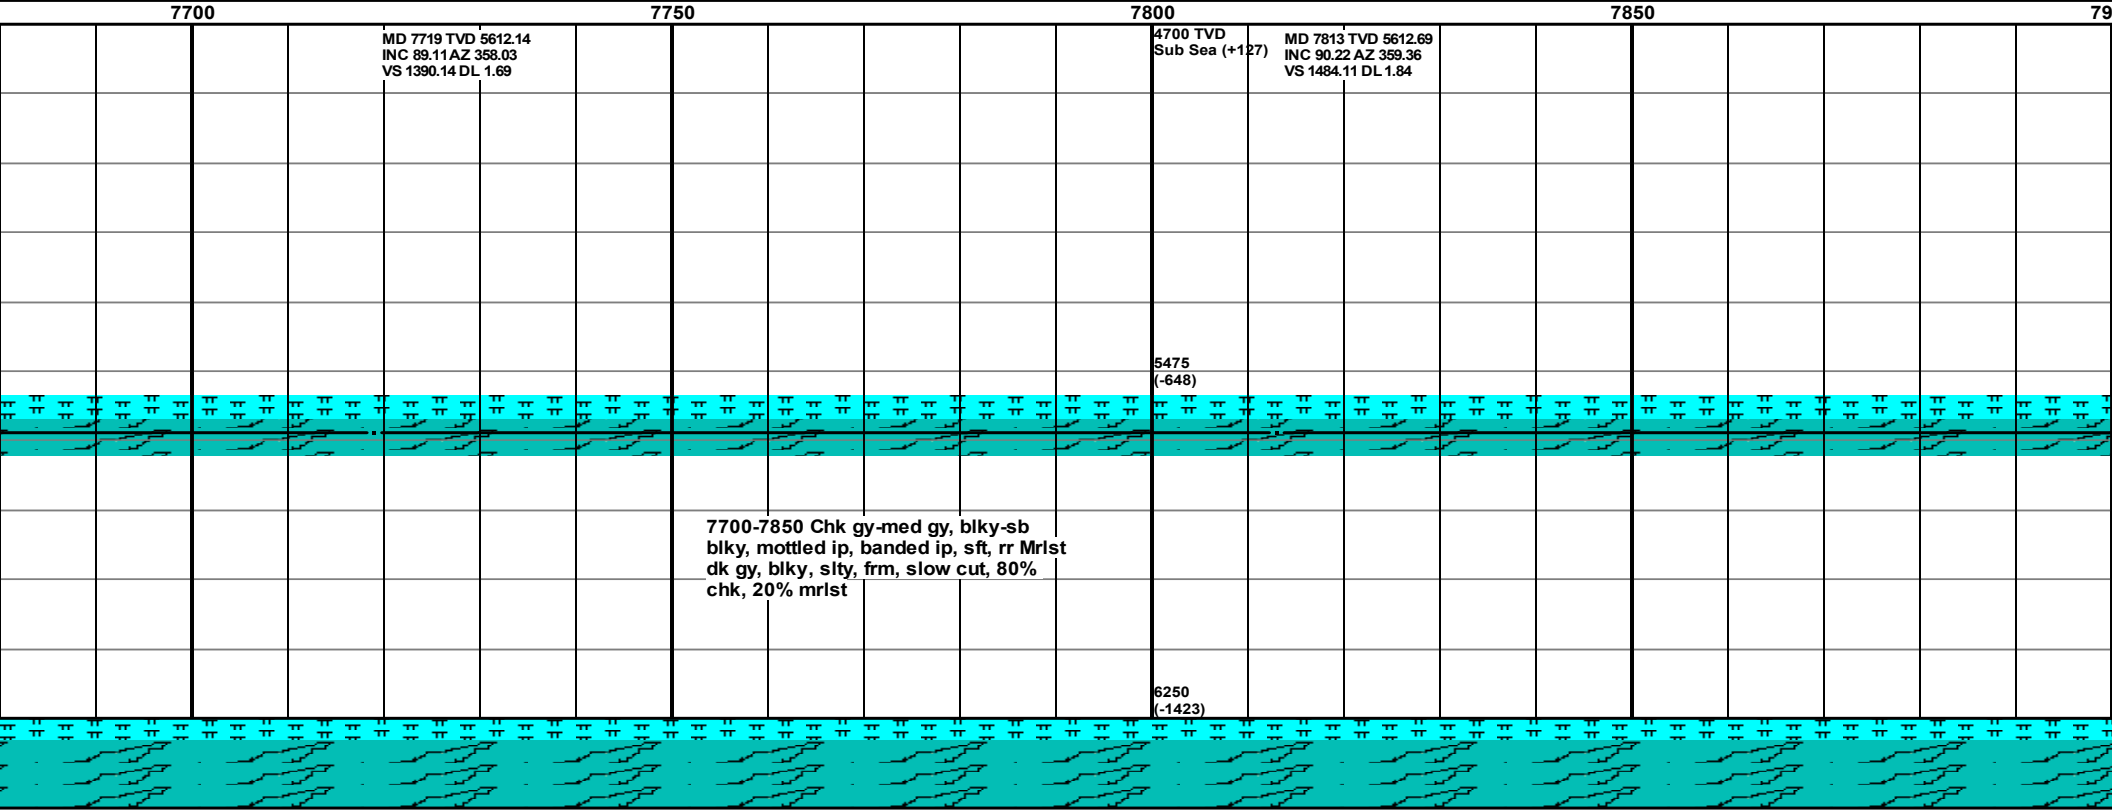 7700
7750
7800
7850
79
MD 7719 TVD 5612.14
INC 89.11 AZ 358.03
VS 1390.14 DL 1.69
4700 TVD
Sub Sea (+127)
MD 7813 TVD 5612.69
INC 90.22 AZ 359.36
VS 1484.11 DL 1.84
5475
(-648)
7700-7850 Chk gy-med gy, blky-sb
blky, mottled ip, banded ip, sft, rr Mrlst
dk gy, blky, slty, frm, slow cut, 80%
chk, 20% mrlst
6250
(-1423)